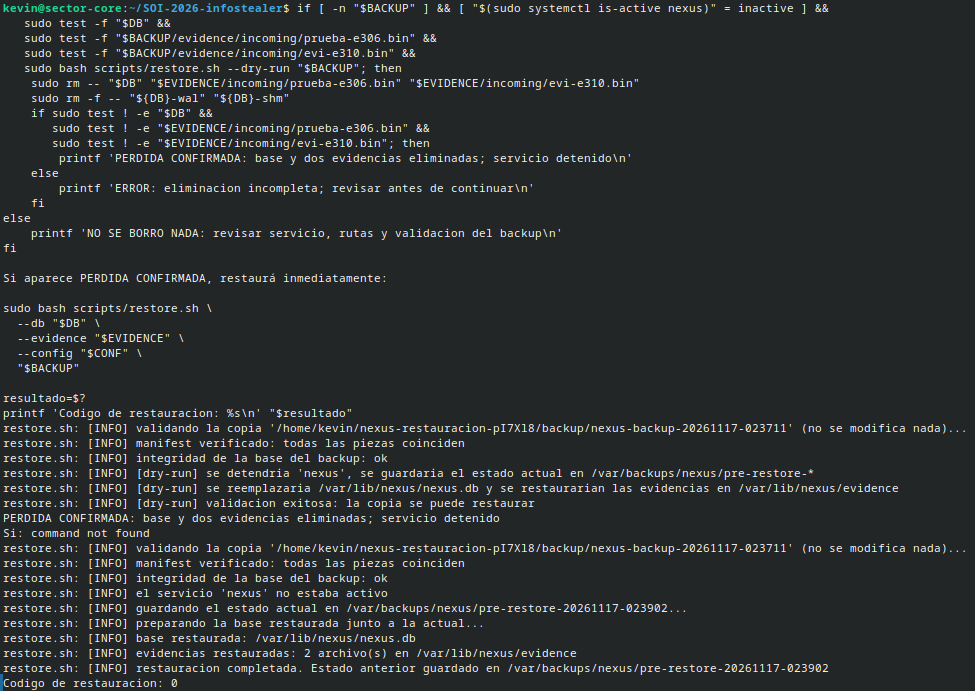 kevin@sector-core:~/SOI-2026-infostealer$ if [ -n "$BACKUP" ] && [ "$(sudo systemctl is-active nexus)" = inactive ] &&
sudo test -f "$DB" &&
sudo test -f "$BACKUP/evidence/incoming/prueba-e306.bin" &&
sudo test -f "$BACKUP/evidence/incoming/evi-e310.bin" &&
sudo bash scripts/restore.sh --dry-run "$BACKUP"; then
sudo rm -- "$DB" "$EVIDENCE/incoming/prueba-e306.bin" "$EVIDENCE/incoming/evi-e310.bin"
sudo rm -f -- "${DB}-wal" "${DB}-shm"
if sudo test ! -e "$DB" &&
sudo test ! -e "$EVIDENCE/incoming/prueba-e306.bin" &&
sudo test ! -e "$EVIDENCE/incoming/evi-e310.bin"; then
printf 'PERDIDA CONFIRMADA: base y dos evidencias eliminadas; servicio detenido\n'
else
printf 'ERROR: eliminacion incompleta; revisar antes de continuar\n'
fi
else
printf 'NO SE BORRO NADA: revisar servicio, rutas y validacion del backup\n'
fi
Si aparece PERDIDA CONFIRMADA, restaurá inmediatamente:
sudo bash scripts/restore.sh \
--db "$DB" \
--evidence "$EVIDENCE" \
--config "$CONF" \
"$BACKUP"
resultado=$?
printf 'Codigo de restauracion: %s\n' "$resultado"
restore.sh: [INFO] validando la copia '/home/kevin/nexus-restauracion-pI7Xl8/backup/nexus-backup-20261117-023711' (no se modifica nada)...
restore.sh: [INFO] manifest verificado: todas las piezas coinciden
restore.sh: [INFO] integridad de la base del backup: ok
restore.sh: [INFO] [dry-run] se detendria 'nexus', se guardaria el estado actual en /var/backups/nexus/pre-restore-*
restore.sh: [INFO] [dry-run] se reemplazaria /var/lib/nexus/nexus.db y se restaurarian las evidencias en /var/lib/nexus/evidence
restore.sh: [INFO] [dry-run] validacion exitosa: la copia se puede restaurar
PERDIDA CONFIRMADA: base y dos evidencias eliminadas; servicio detenido
Si: command not found
restore.sh: [INFO] validando la copia '/home/kevin/nexus-restauracion-pI7Xl8/backup/nexus-backup-20261117-023711' (no se modifica nada)...
restore.sh: [INFO] manifest verificado: todas las piezas coinciden
restore.sh: [INFO] integridad de la base del backup: ok
restore.sh: [INFO] el servicio 'nexus' no estaba activo
restore.sh: [INFO] guardando el estado actual en /var/backups/nexus/pre-restore-20261117-023902...
restore.sh: [INFO] preparando la base restaurada junto a la actual...
restore.sh: [INFO] base restaurada: /var/lib/nexus/nexus.db
restore.sh: [INFO] evidencias restauradas: 2 archivo(s) en /var/lib/nexus/evidence
restore.sh: [INFO] restauracion completada. Estado anterior guardado en /var/backups/nexus/pre-restore-20261117-023902
Codigo de restauracion: 0